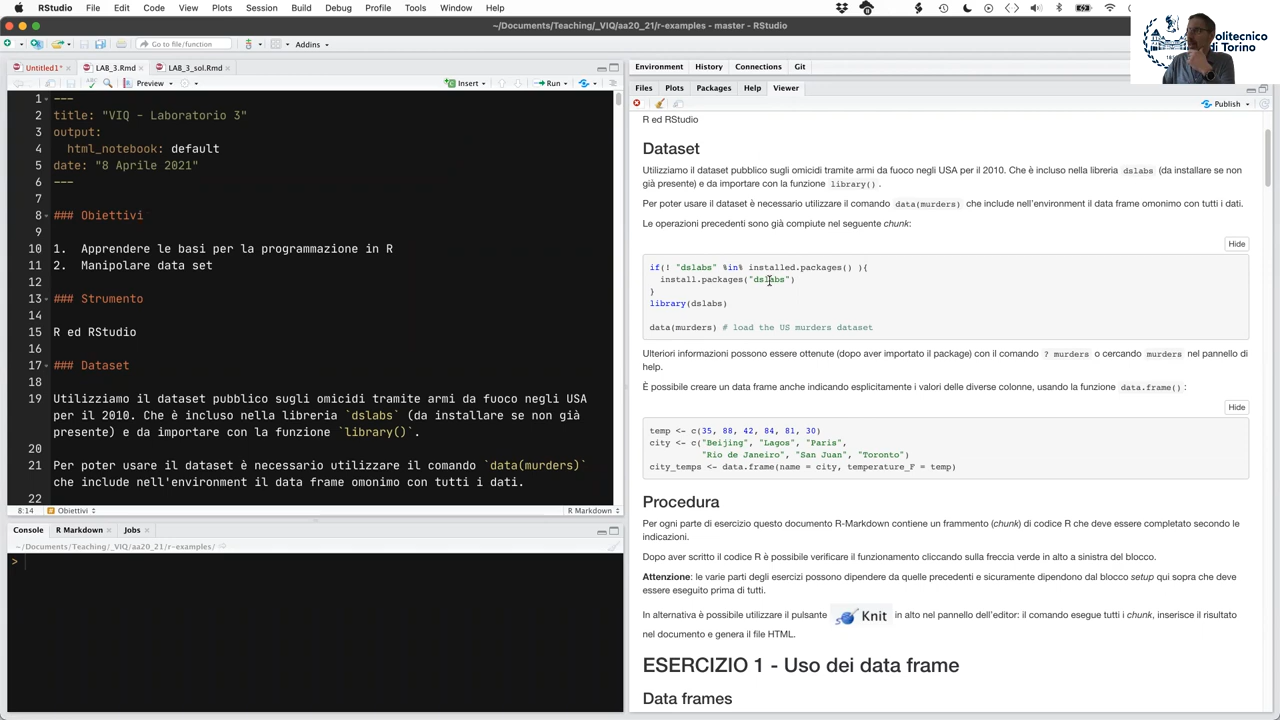 RStudio File Edit Code View Plots Session Build Debug Profile Tools Window Help
~/Documents/Teaching/_VIQ/aa20_21/r-examples - master - RStudio
Politecnico
di Torino
Go to file/function Addins
Untitled1* LAB_3.Rmd LAB_3_sol.Rmd
Preview Insert Run
1 ---
2 title: "VIQ - Laboratorio 3"
3 output:
4 html_notebook: default
5 date: "8 Aprile 2021"
6 ---
7
8 ### Obiettivi
9
10 1. Apprendere le basi per la programmazione in R
11 2. Manipolare data set
12
13 ### Strumento
14
15 R ed RStudio
16
17 ### Dataset
18
19 Utilizziamo il dataset pubblico sugli omicidi tramite armi da fuoco negli USA
per il 2010. Che è incluso nella libreria `dslabs` (da installare se non già
presente) e da importare con la funzione `library()`.
20
21 Per poter usare il dataset è necessario utilizzare il comando `data(murders)`
che include nell'environment il data frame omonimo con tutti i dati.
22
8:14 Obiettivi R Markdown
Console R Markdown Jobs
~/Documents/Teaching/_VIQ/aa20_21/r-examples/
>
Environment History Connections Git
Files Plots Packages Help Viewer
Publish
R ed RStudio
Dataset
Utilizziamo il dataset pubblico sugli omicidi tramite armi da fuoco negli USA per il 2010. Che è incluso nella libreria dslabs (da installare se non
già presente) e da importare con la funzione library() .
Per poter usare il dataset è necessario utilizzare il comando data(murders) che include nell'environment il data frame omonimo con tutti i dati.
Le operazioni precedenti sono già compiute nel seguente chunk:
Hide
if(! "dslabs" %in% installed.packages() ){
install.packages("dslabs")
}
library(dslabs)
data(murders) # load the US murders dataset
Ulteriori informazioni possono essere ottenute (dopo aver importato il package) con il comando ? murders o cercando murders nel pannello di
help.
È possibile creare un data frame anche indicando esplicitamente i valori delle diverse colonne, usando la funzione data.frame() :
Hide
temp <- c(35, 88, 42, 84, 81, 30)
city <- c("Beijing", "Lagos", "Paris",
"Rio de Janeiro", "San Juan", "Toronto")
city_temps <- data.frame(name = city, temperature_F = temp)
Procedura
Per ogni parte di esercizio questo documento R-Markdown contiene un frammento (chunk) di codice R che deve essere completato secondo le
indicazioni.
Dopo aver scritto il codice R è possibile verificare il funzionamento cliccando sulla freccia verde in alto a sinistra del blocco.
Attenzione: le varie parti degli esercizi possono dipendere da quelle precedenti e sicuramente dipendono dal blocco setup qui sopra che deve
essere eseguito prima di tutti.
In alternativa è possibile utilizzare il pulsante Knit in alto nel pannello dell'editor: il comando esegue tutti i chunk, inserisce il risultato
nel documento e genera il file HTML.
ESERCIZIO 1 - Uso dei data frame
Data frames